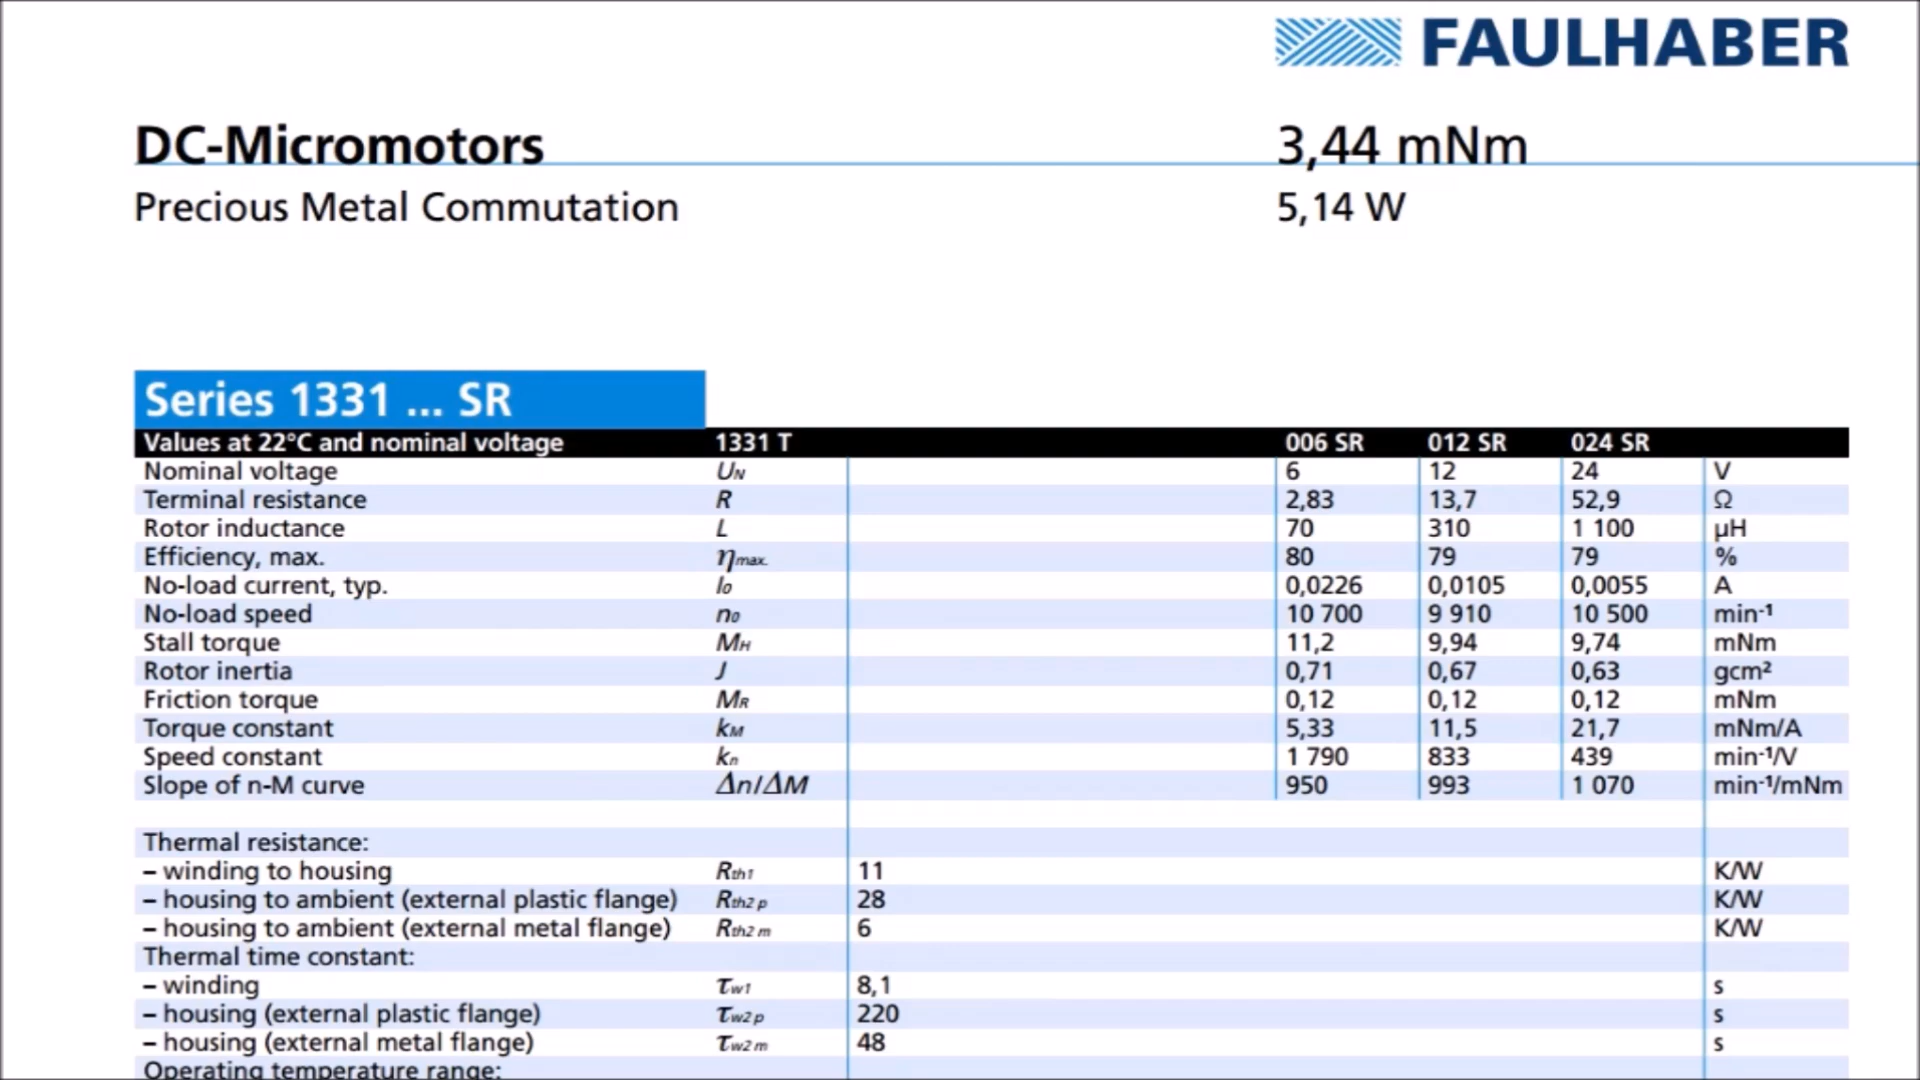 FAULHABER
DC-Micromotors 3,44 mNm
Precious Metal Commutation 5,14 W
Series 1331 ... SR
Values at 22°C and nominal voltage 1331 T 006 SR 012 SR 024 SR
Nominal voltage UN 6 12 24 V
Terminal resistance R 2,83 13,7 52,9 Ω
Rotor inductance L 70 310 1 100 µH
Efficiency, max. ηmax. 80 79 79 %
No-load current, typ. Io 0,0226 0,0105 0,0055 A
No-load speed no 10 700 9 910 10 500 min-¹
Stall torque MH 11,2 9,94 9,74 mNm
Rotor inertia J 0,71 0,67 0,63 gcm²
Friction torque MR 0,12 0,12 0,12 mNm
Torque constant kM 5,33 11,5 21,7 mNm/A
Speed constant kn 1 790 833 439 min-¹/V
Slope of n-M curve Δn/ΔM 950 993 1 070 min-¹/mNm
Thermal resistance:
– winding to housing Rth1 11 K/W
– housing to ambient (external plastic flange) Rth2 p 28 K/W
– housing to ambient (external metal flange) Rth2 m 6 K/W
Thermal time constant:
– winding τw1 8,1 s
– housing (external plastic flange) τw2 p 220 s
– housing (external metal flange) τw2 m 48 s
Operating temperature range: